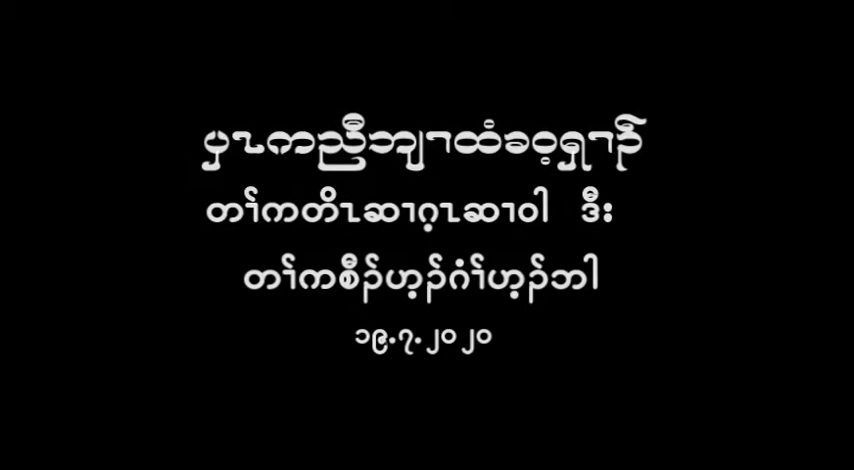 ပှၤကညီဘျၢထံခ၀့ရှၢၣ်
တၢ်ကတိၤဆၢဂ့ၤဆၢဝါ ဒီး
တၢ်ကစီၣ်ဟ့ၣ်ဂံၢ်ဟ့ၣ်ဘါ
၁၉.၇.၂၀၂၀